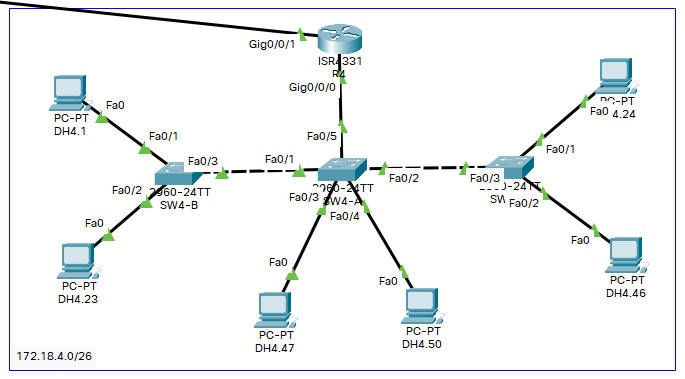 Gig0/0/1
ISR4331
R4
Gig0/0/0
Fa0
PC-PT
DH4.1
Fa0/1
Fa0/3
Fa0/2
2960-24TT
SW4-B
Fa0
PC-PT
DH4.23
Fa0/5
Fa0/1
Fa0/2
2960-24TT
SW4-A
Fa0/3
Fa0/4
Fa0
PC-PT
DH4.47
Fa0
PC-PT
DH4.50
PC-PT
4.24
Fa0
Fa0/1
Fa0/3
-24TT
SW
Fa0/2
Fa0
PC-PT
DH4.46
172.18.4.0/26